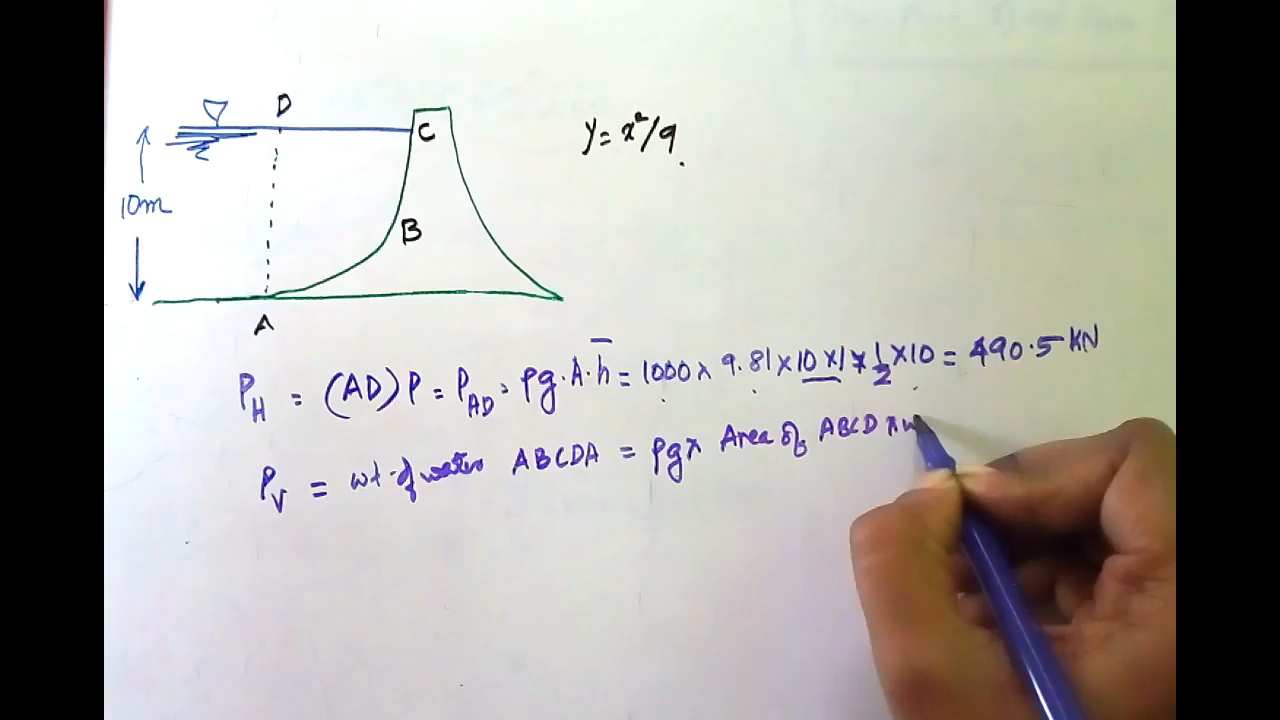 D
C
y = x²/9
10m
B
A
P_H = (AD)P = P_AD = ρg·A·h̅ = 1000 x 9.81 x 10 x 1 x 1/2 x 10 = 490.5 KN
P_V = wt. of water ABCDA = ρg x Area of ABCD x w